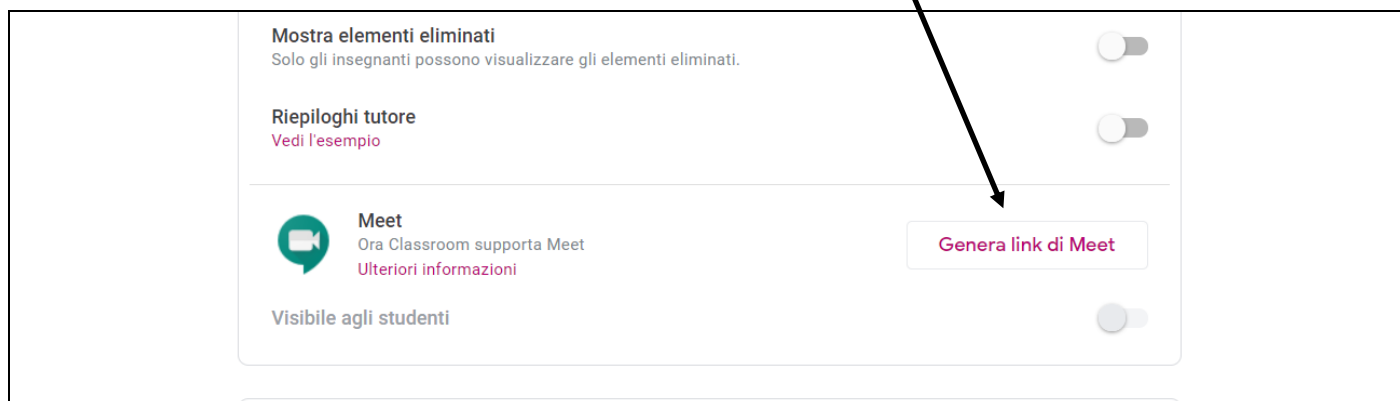 Mostra elementi eliminati
Solo gli insegnanti possono visualizzare gli elementi eliminati.
Riepiloghi tutore
Vedi l'esempio
Meet
Ora Classroom supporta Meet
Ulteriori informazioni
Genera link di Meet
Visibile agli studenti